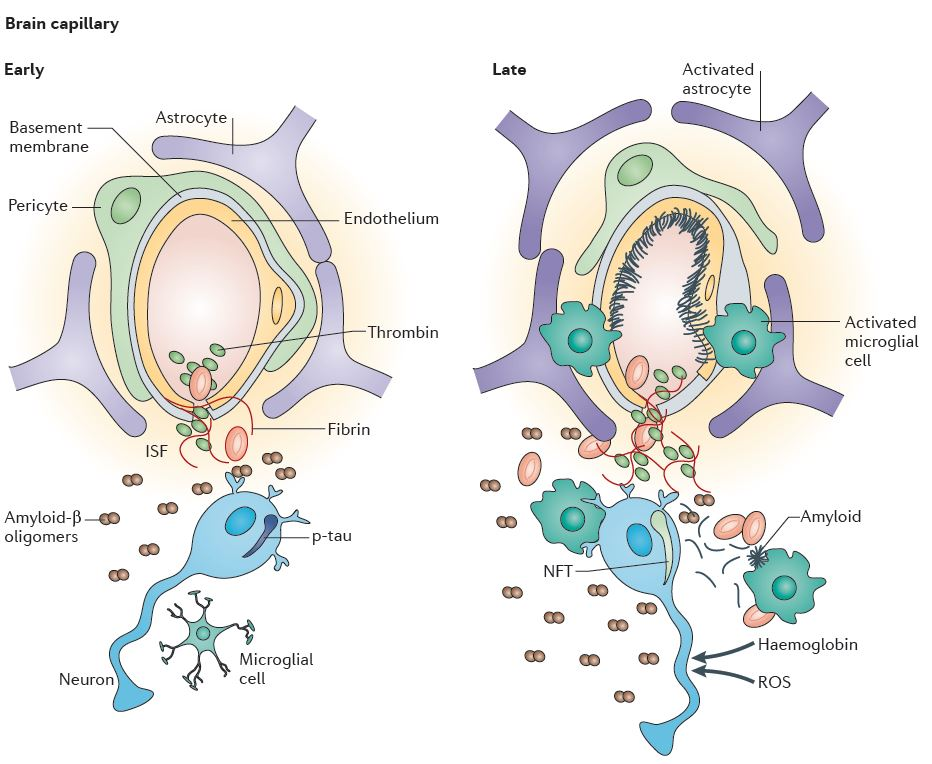 Brain capillary
Early
Late
Activated
astrocyte
Astrocyte
Basement
membrane
Pericyte
Endothelium
Thrombin
Activated
microglial
cell
Fibrin
ISF
Amyloid-β
oligomers
p-tau
Amyloid
NFT
Haemoglobin
Microglial
cell
Neuron
ROS